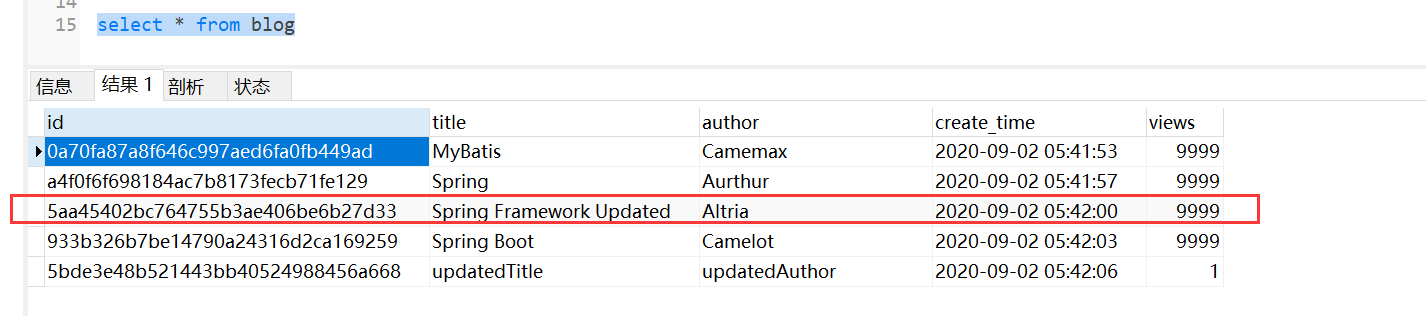 14
15 select * from blog
信息 结果 1 剖析 状态
id title author create_time views
0a70fa87a8f646c997aed6fa0fb449ad MyBatis Camemax 2020-09-02 05:41:53 9999
a4f0f6f698184ac7b8173fecb71fe129 Spring Aurthur 2020-09-02 05:41:57 9999
5aa45402bc764755b3ae406be6b27d33 Spring Framework Updated Altria 2020-09-02 05:42:00 9999
933b326b7be14790a24316d2ca169259 Spring Boot Camelot 2020-09-02 05:42:03 9999
5bde3e48b521443bb40524988456a668 updatedTitle updatedAuthor 2020-09-02 05:42:06 1